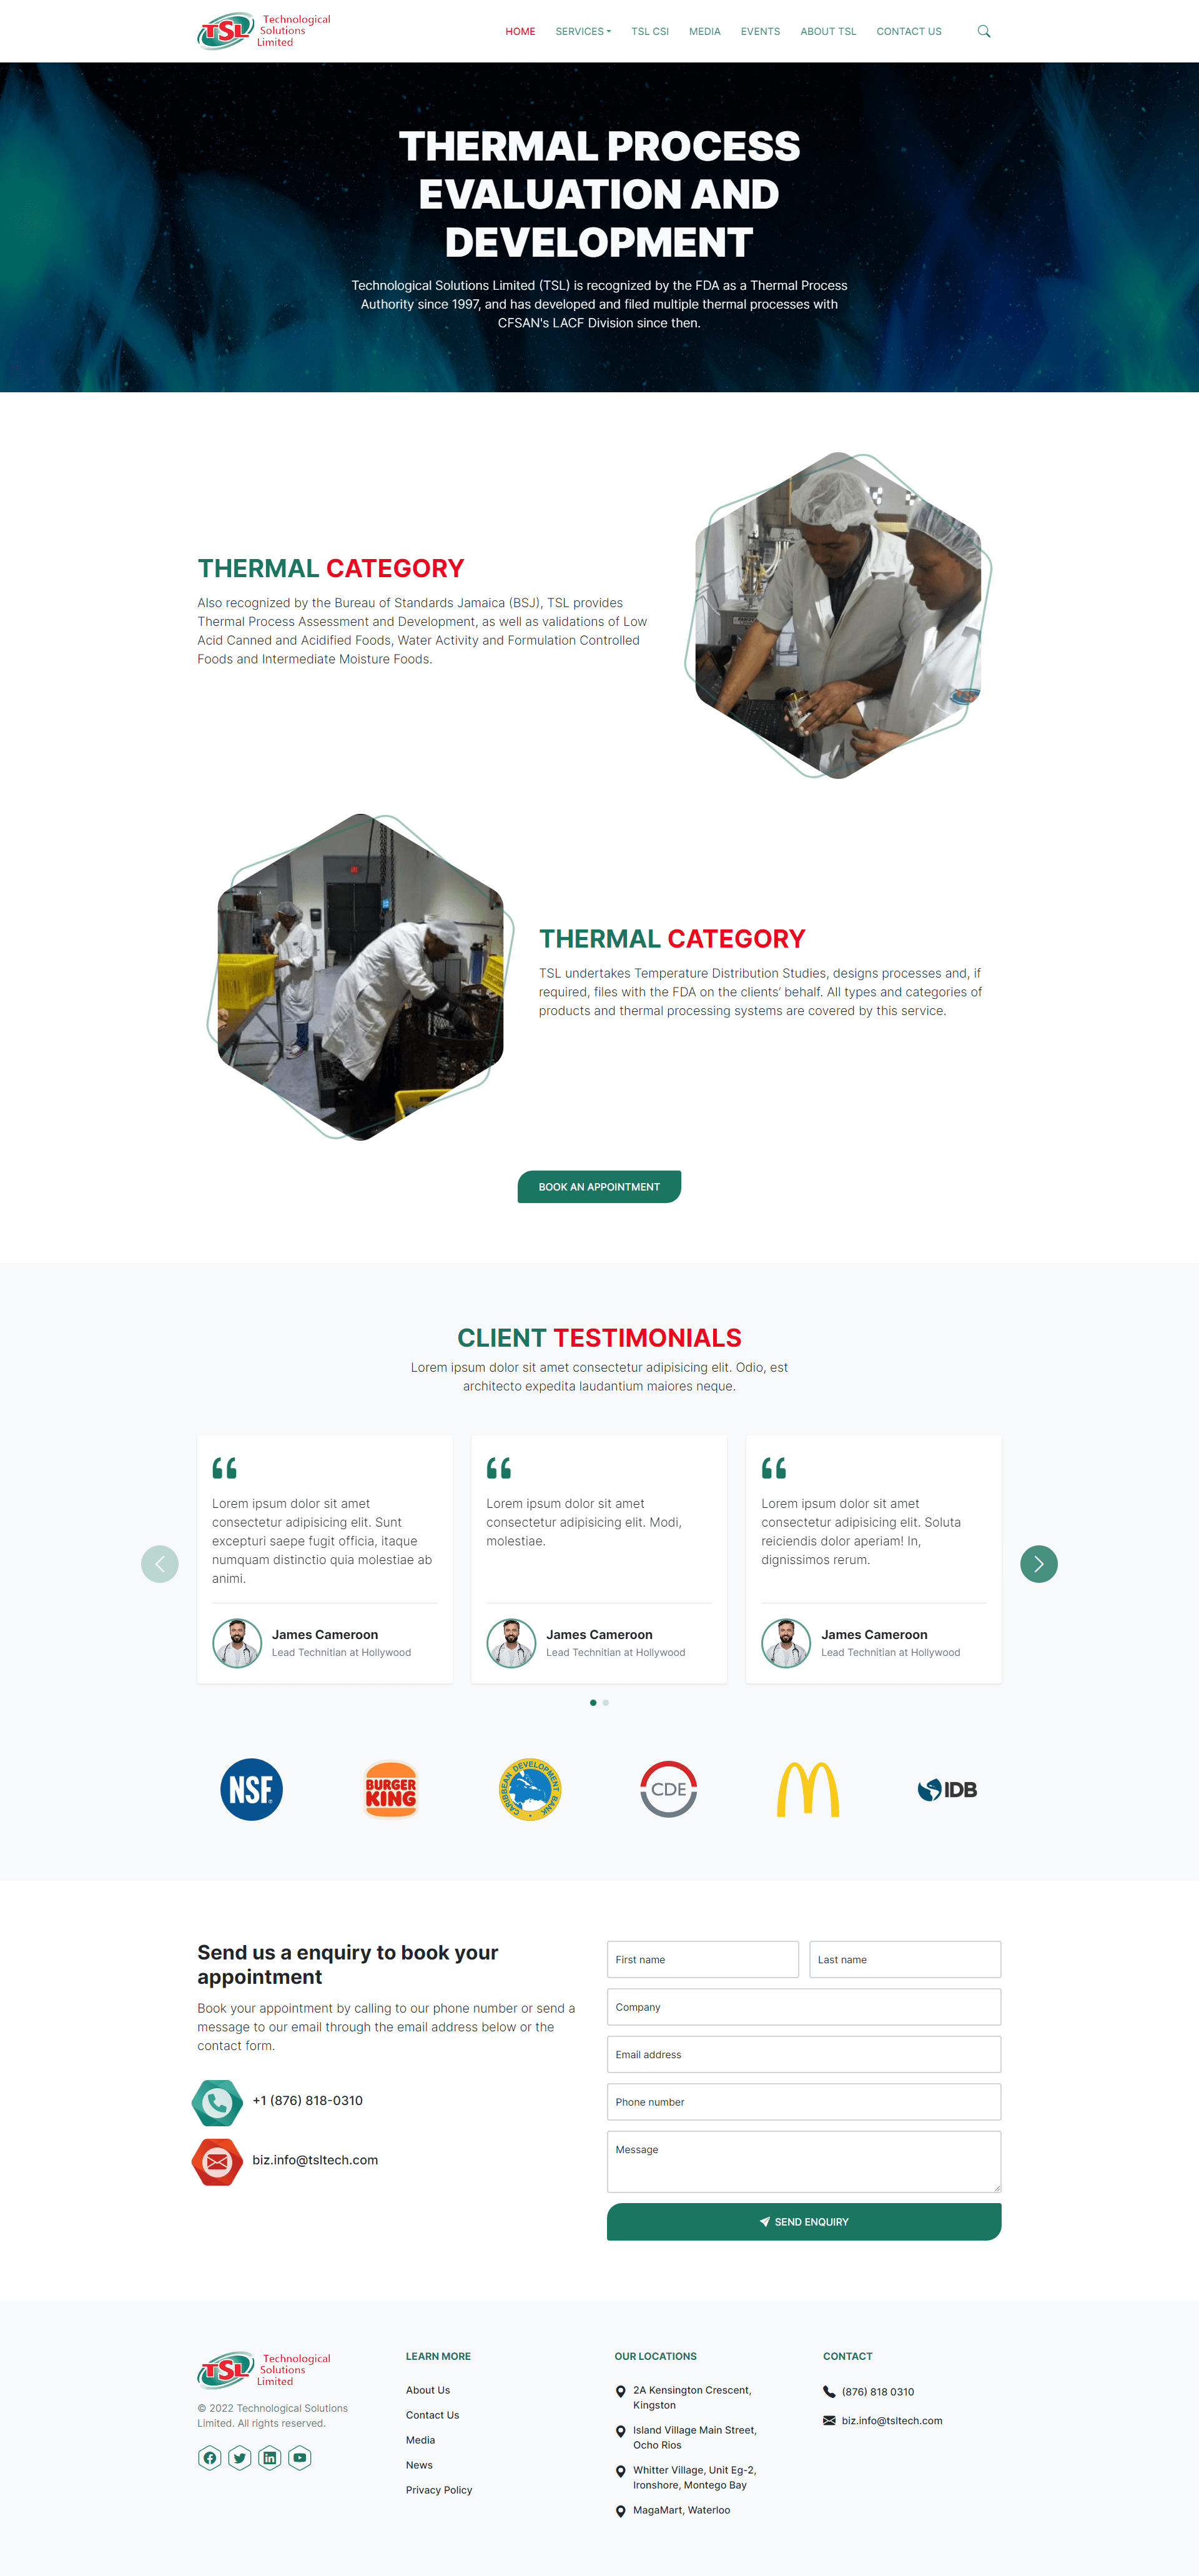 TSL Technological
Solutions
Limited
HOME SERVICES TSL CSI MEDIA EVENTS ABOUT TSL CONTACT US
THERMAL PROCESS
EVALUATION AND
DEVELOPMENT
Technological Solutions Limited (TSL) is recognized by the FDA as a Thermal Process
Authority since 1997, and has developed and filed multiple thermal processes with
CFSAN's LACF Division since then.
THERMAL CATEGORY
Also recognized by the Bureau of Standards Jamaica (BSJ), TSL provides
Thermal Process Assessment and Development, as well as validations of Low
Acid Canned and Acidified Foods, Water Activity and Formulation Controlled
Foods and Intermediate Moisture Foods.
THERMAL CATEGORY
TSL undertakes Temperature Distribution Studies, designs processes and, if
required, files with the FDA on the clients’ behalf. All types and categories of
products and thermal processing systems are covered by this service.
BOOK AN APPOINTMENT
CLIENT TESTIMONIALS
Lorem ipsum dolor sit amet consectetur adipisicing elit. Odio, est
architecto expedita laudantium maiores neque.
Lorem ipsum dolor sit amet
consectetur adipisicing elit. Sunt
excepturi saepe fugit officia, itaque
numquam distinctio quia molestiae ab
animi.
James Cameroon
Lead Technitian at Hollywood
Lorem ipsum dolor sit amet
consectetur adipisicing elit. Modi,
molestiae.
James Cameroon
Lead Technitian at Hollywood
Lorem ipsum dolor sit amet
consectetur adipisicing elit. Soluta
reiciendis dolor aperiam! In,
dignissimos rerum.
James Cameroon
Lead Technitian at Hollywood
NSF
BURGER
KING
CARIBBEAN DEVELOPMENT BANK
CDE
IDB
Send us a enquiry to book your
appointment
Book your appointment by calling to our phone number or send a
message to our email through the email address below or the
contact form.
+1 (876) 818-0310
biz.info@tsltech.com
First name
Last name
Company
Email address
Phone number
Message
SEND ENQUIRY
TSL Technological
Solutions
Limited
© 2022 Technological Solutions
Limited. All rights reserved.
LEARN MORE
About Us
Contact Us
Media
News
Privacy Policy
OUR LOCATIONS
2A Kensington Crescent,
Kingston
Island Village Main Street,
Ocho Rios
Whitter Village, Unit Eg-2,
Ironshore, Montego Bay
MagaMart, Waterloo
CONTACT
(876) 818 0310
biz.info@tsltech.com